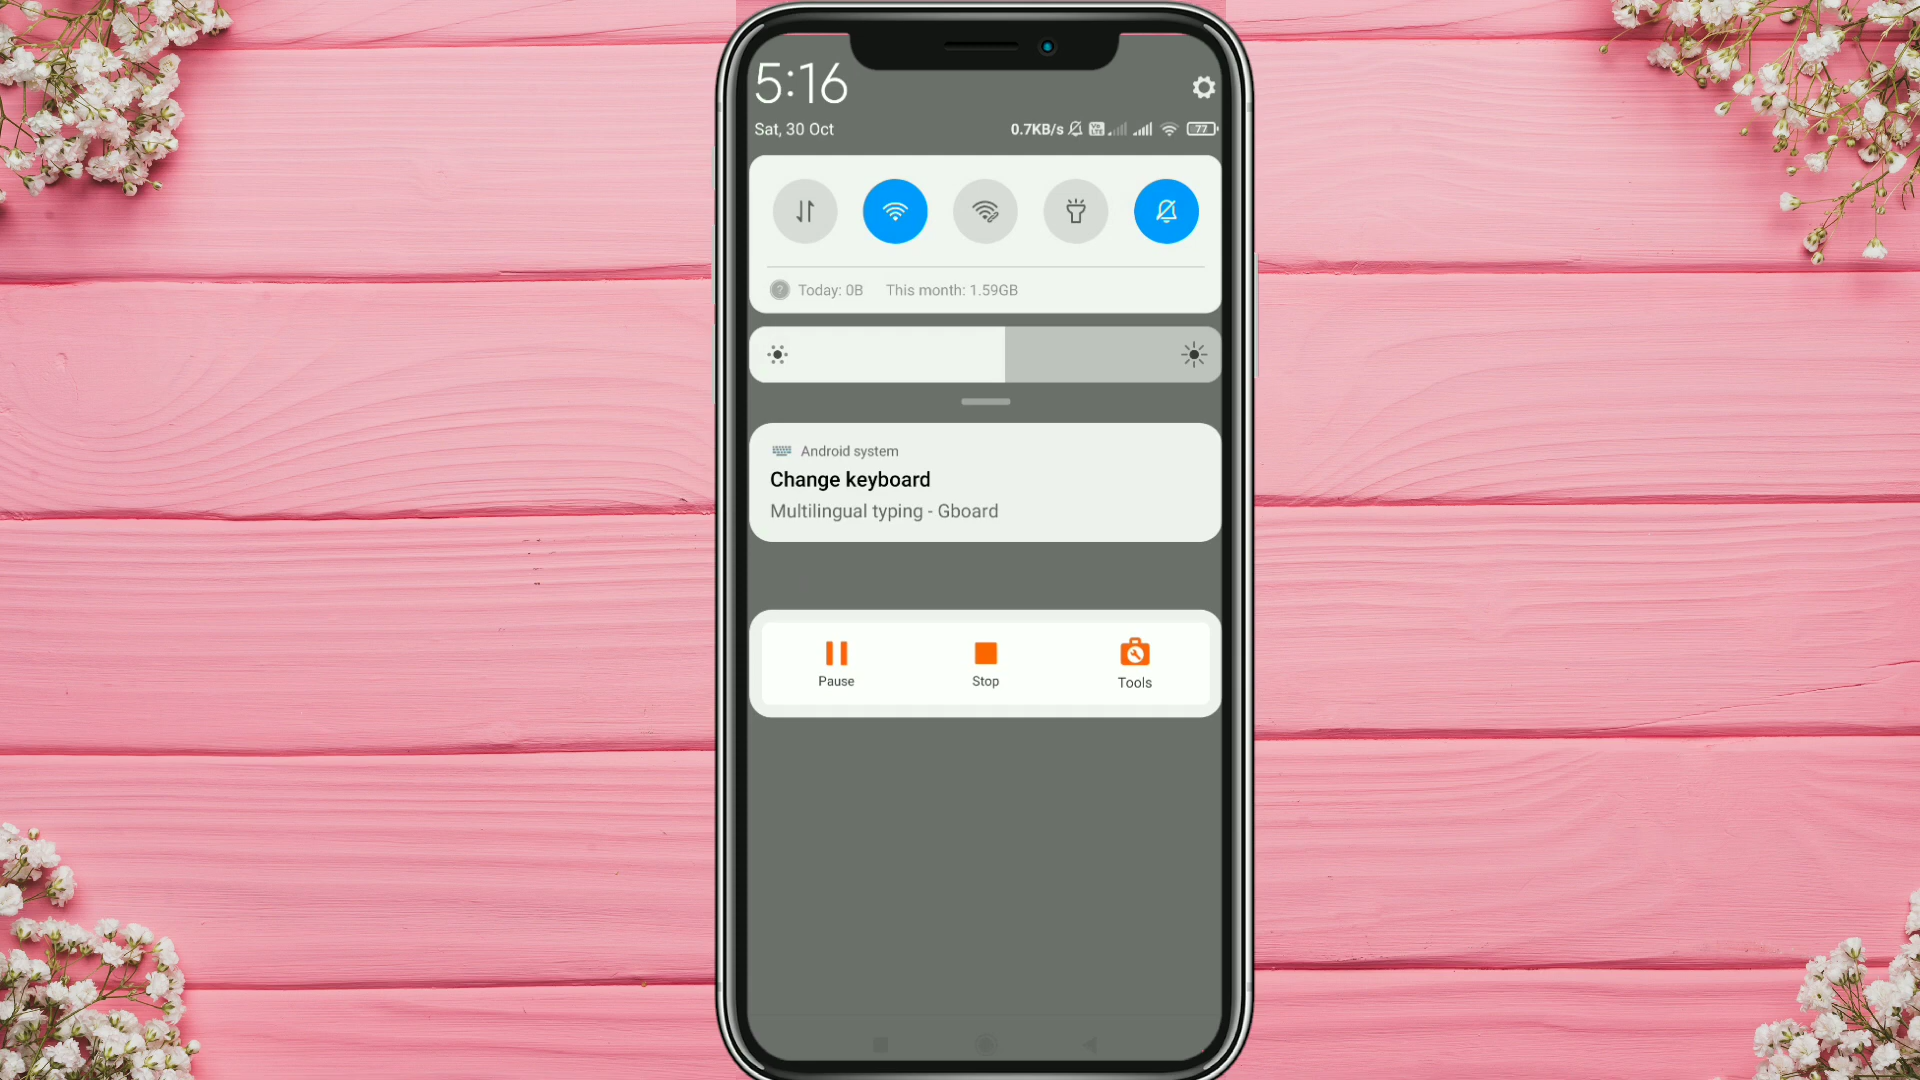 5:16
Sat, 30 Oct
0.7KB/s
77
Today: 0B
This month: 1.59GB
Android system
Change keyboard
Multilingual typing - Gboard
Pause
Stop
Tools